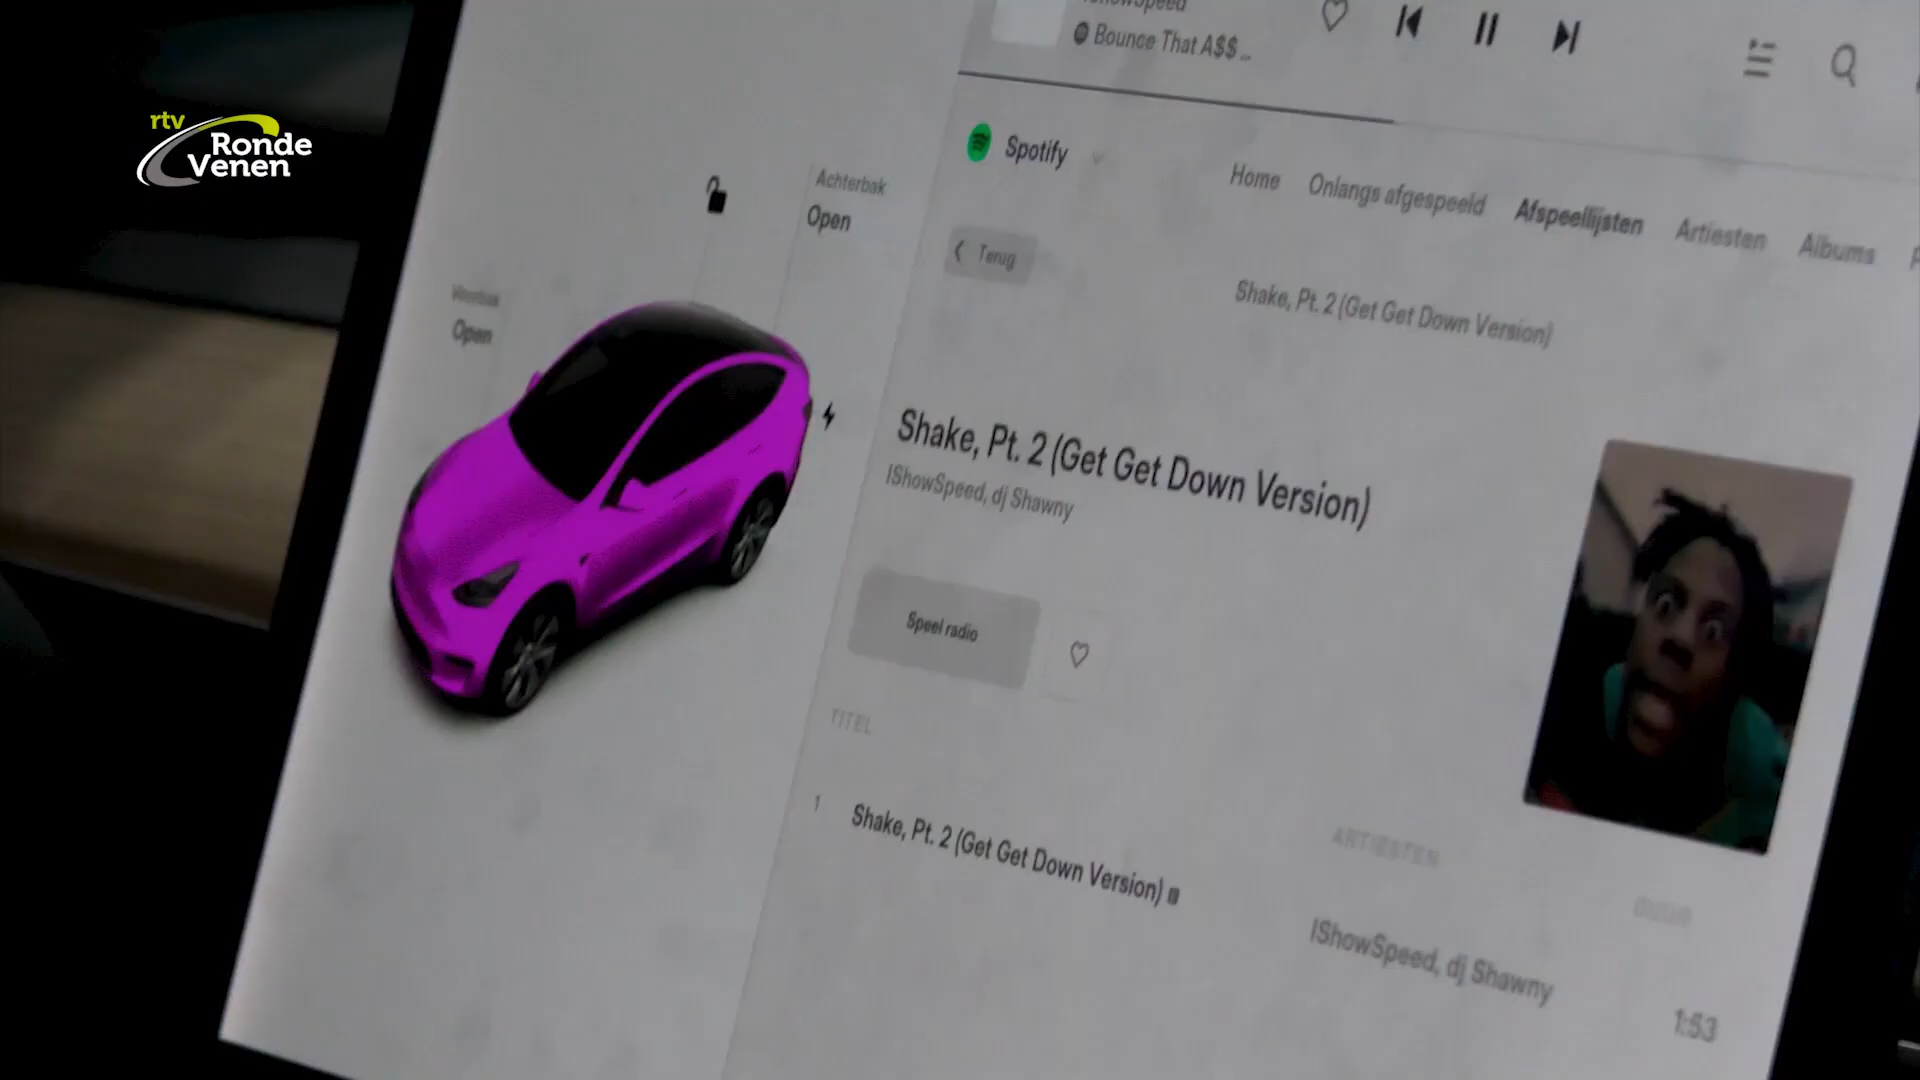 rtv
Ronde
Venen
Bounce That A$$ ...
Spotify
Home
Onlangs afgespeeld
Afspeellijsten
Artiesten
Albums
Achterbak
Open
Terug
Shake, Pt. 2 (Get Get Down Version)
Voorbak
Open
Shake, Pt. 2 (Get Get Down Version)
IShowSpeed, dj Shawny
Speel radio
TITEL
ARTIESTEN
1
Shake, Pt. 2 (Get Get Down Version)
IShowSpeed, dj Shawny
1:53